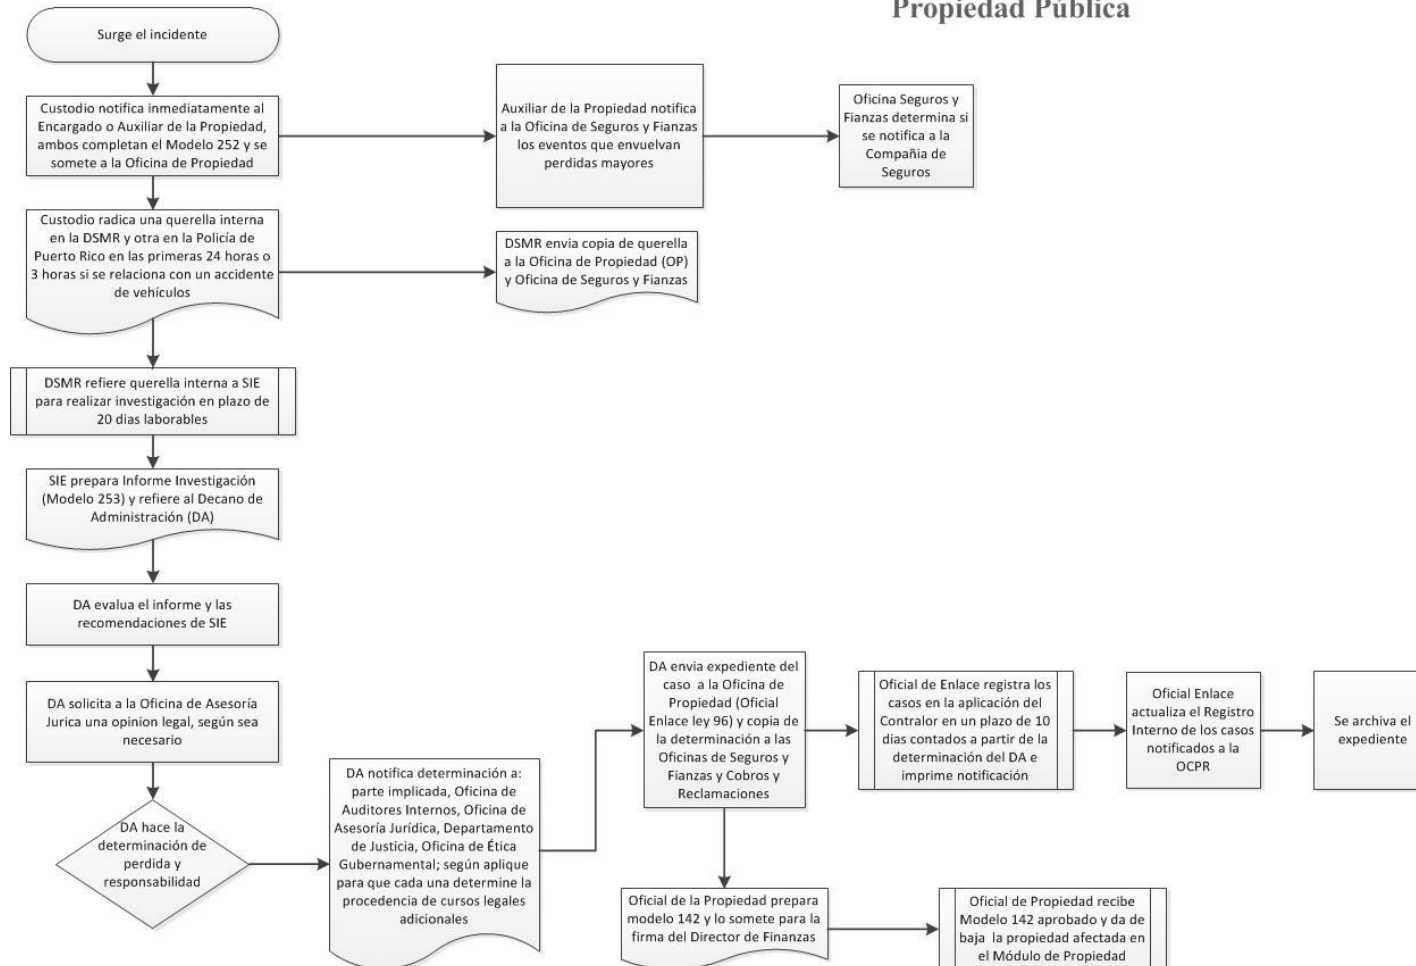 Propiedad Pública
Surge el incidente
Custodio notifica inmediatamente al
Encargado o Auxiliar de la Propiedad,
ambos completan el Modelo 252 y se
somete a la Oficina de Propiedad
Auxiliar de la Propiedad notifica
a la Oficina de Seguros y Fianzas
los eventos que envuelvan
perdidas mayores
Oficina Seguros y
Fianzas determina si
se notifica a la
Compañia de
Seguros
Custodio radica una querella interna
en la DSMR y otra en la Policía de
Puerto Rico en las primeras 24 horas o
3 horas si se relaciona con un accidente
de vehículos
DSMR envia copia de querella
a la Oficina de Propiedad (OP)
y Oficina de Seguros y Fianzas
DSMR refiere querella interna a SIE
para realizar investigación en plazo de
20 dias laborables
SIE prepara Informe Investigación
(Modelo 253) y refiere al Decano de
Administración (DA)
DA evalua el informe y las
recomendaciones de SIE
DA solicita a la Oficina de Asesoría
Jurica una opinion legal, según sea
necesario
DA hace la
determinación de
perdida y
responsabilidad
DA notifica determinación a:
parte implicada, Oficina de
Auditores Internos, Oficina de
Asesoría Jurídica, Departamento
de Justicia, Oficina de Ética
Gubernamental; según aplique
para que cada una determine la
procedencia de cursos legales
adicionales
DA envia expediente del
caso a la Oficina de
Propiedad (Oficial
Enlace ley 96) y copia de
la determinación a las
Oficinas de Seguros y
Fianzas y Cobros y
Reclamaciones
Oficial de Enlace registra los
casos en la aplicación del
Contralor en un plazo de 10
dias contados a partir de la
determinación del DA e
imprime notificación
Oficial Enlace
actualiza el Registro
Interno de los casos
notificados a la
OCPR
Se archiva el
expediente
Oficial de la Propiedad prepara
modelo 142 y lo somete para la
firma del Director de Finanzas
Oficial de Propiedad recibe
Modelo 142 aprobado y da de
baja la propiedad afectada en
el Módulo de Propiedad